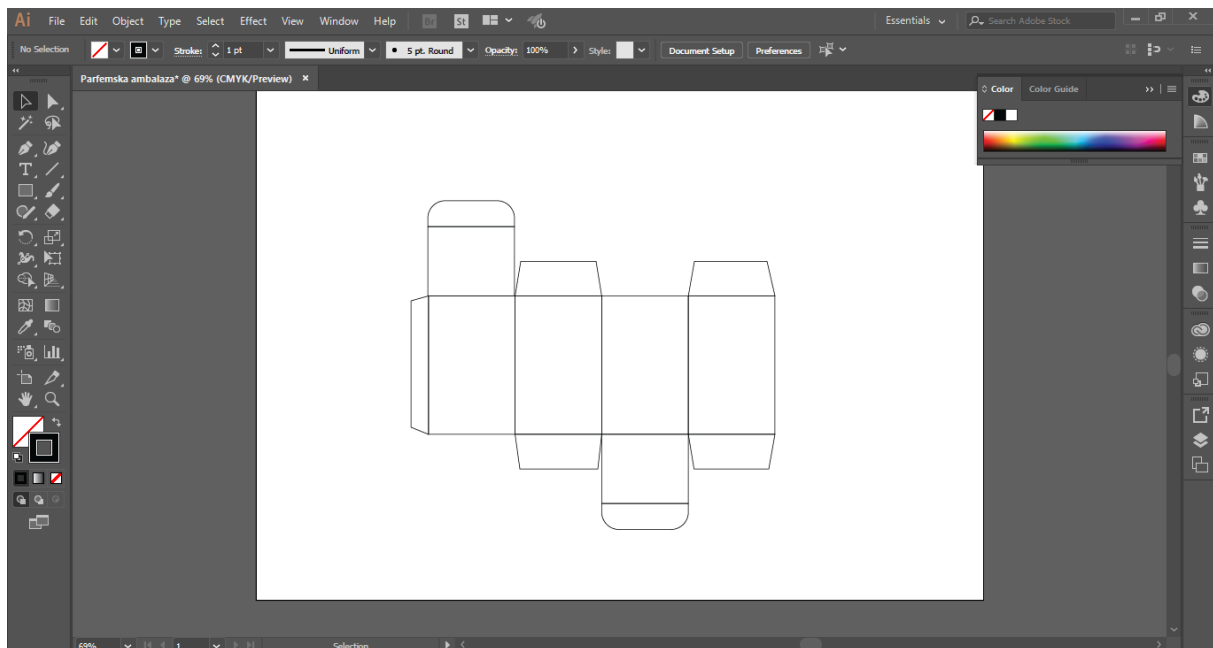 Ai File Edit Object Type Select Effect View Window Help Br St Essentials Search Adobe Stock
No Selection Stroke: 1 pt Uniform 5 pt. Round Opacity: 100% Style: Document Setup Preferences
Parfemska ambalaza* @ 69% (CMYK/Preview) ×
Color Color Guide
69% 1 Selection